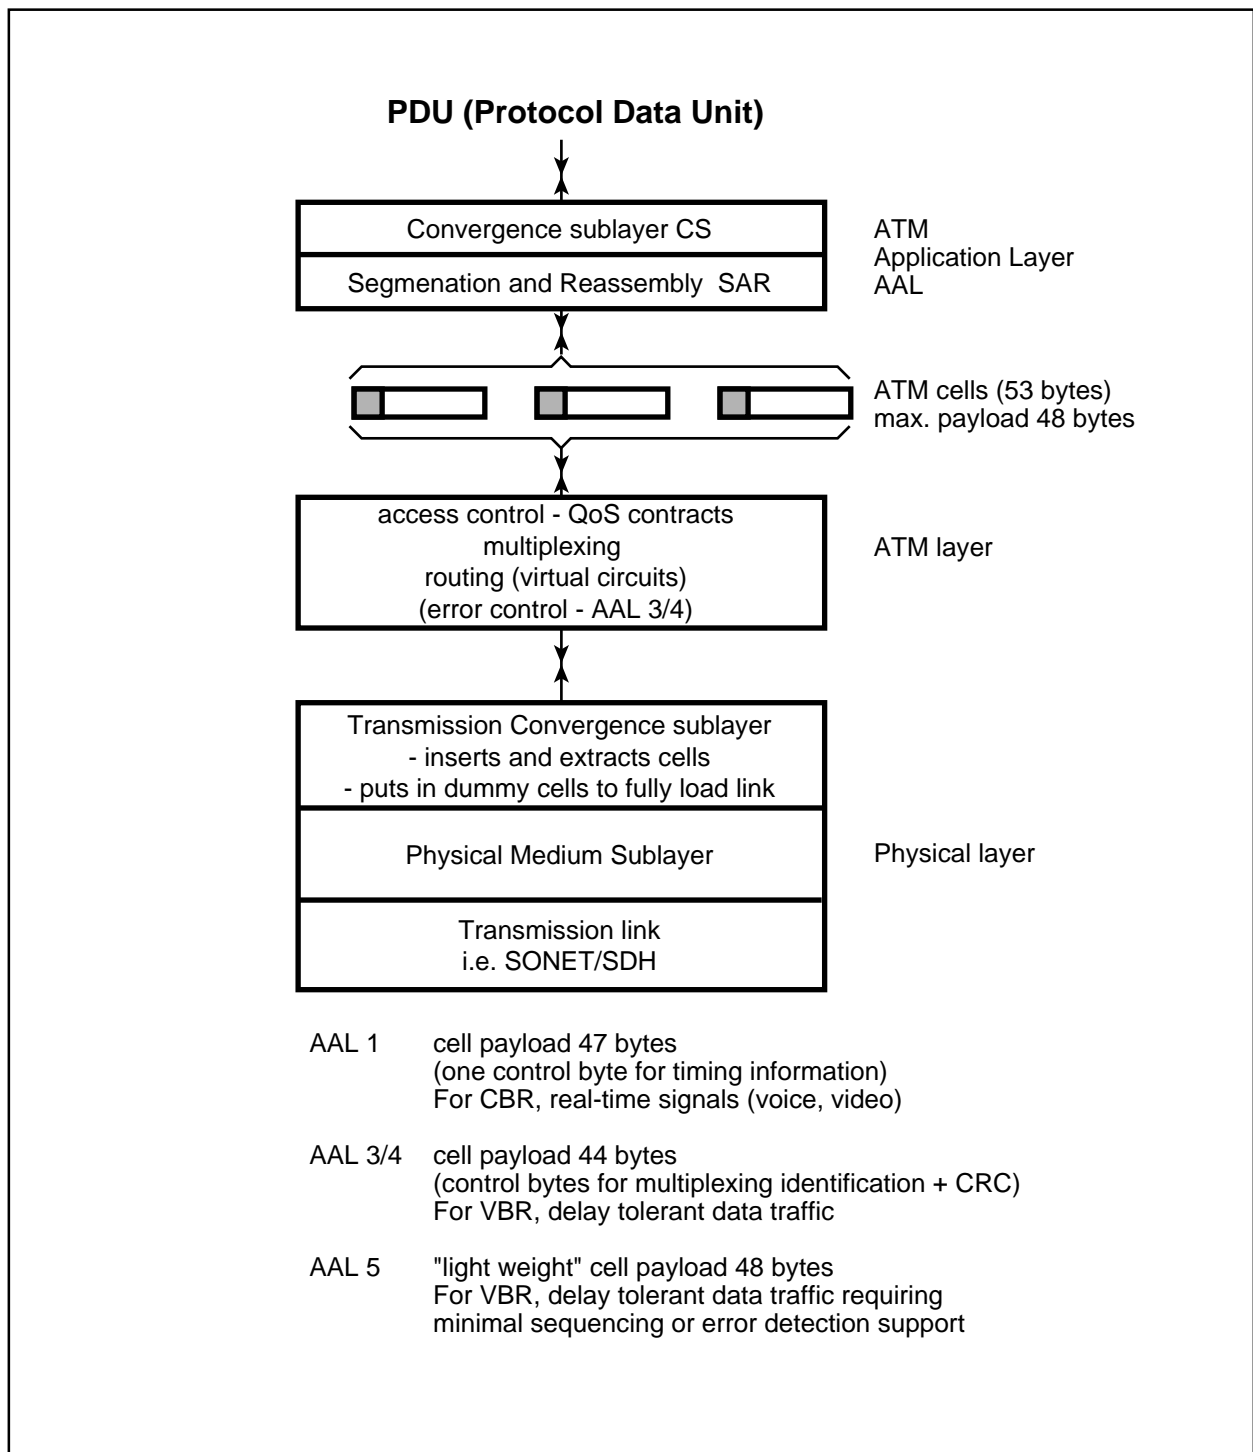 PDU (Protocol Data Unit)
Convergence sublayer CS
Segmenation and Reassembly  SAR
ATM
Application Layer
AAL
ATM cells (53 bytes)
max. payload 48 bytes
access control - QoS contracts
multiplexing
routing (virtual circuits)
(error control - AAL 3/4)
ATM layer
Transmission Convergence sublayer
- inserts and extracts cells
- puts in dummy cells to fully load link
Physical Medium Sublayer
Physical layer
Transmission link
i.e. SONET/SDH
AAL 1 cell payload 47 bytes
(one control byte for timing information)
For CBR, real-time signals (voice, video)
AAL 3/4 cell payload 44 bytes
(control bytes for multiplexing identification + CRC)
For VBR, delay tolerant data traffic
AAL 5 "light weight" cell payload 48 bytes
For VBR, delay tolerant data traffic requiring
minimal sequencing or error detection support